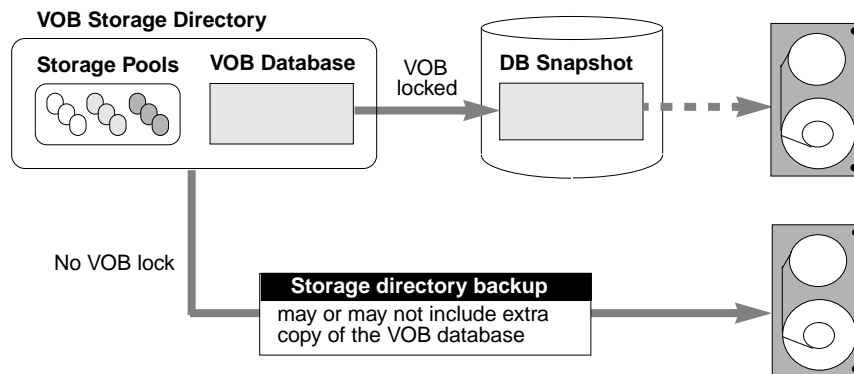 VOB Storage Directory
Storage Pools
VOB Database
VOB
locked
DB Snapshot
No VOB lock
Storage directory backup
may or may not include extra
copy of the VOB database